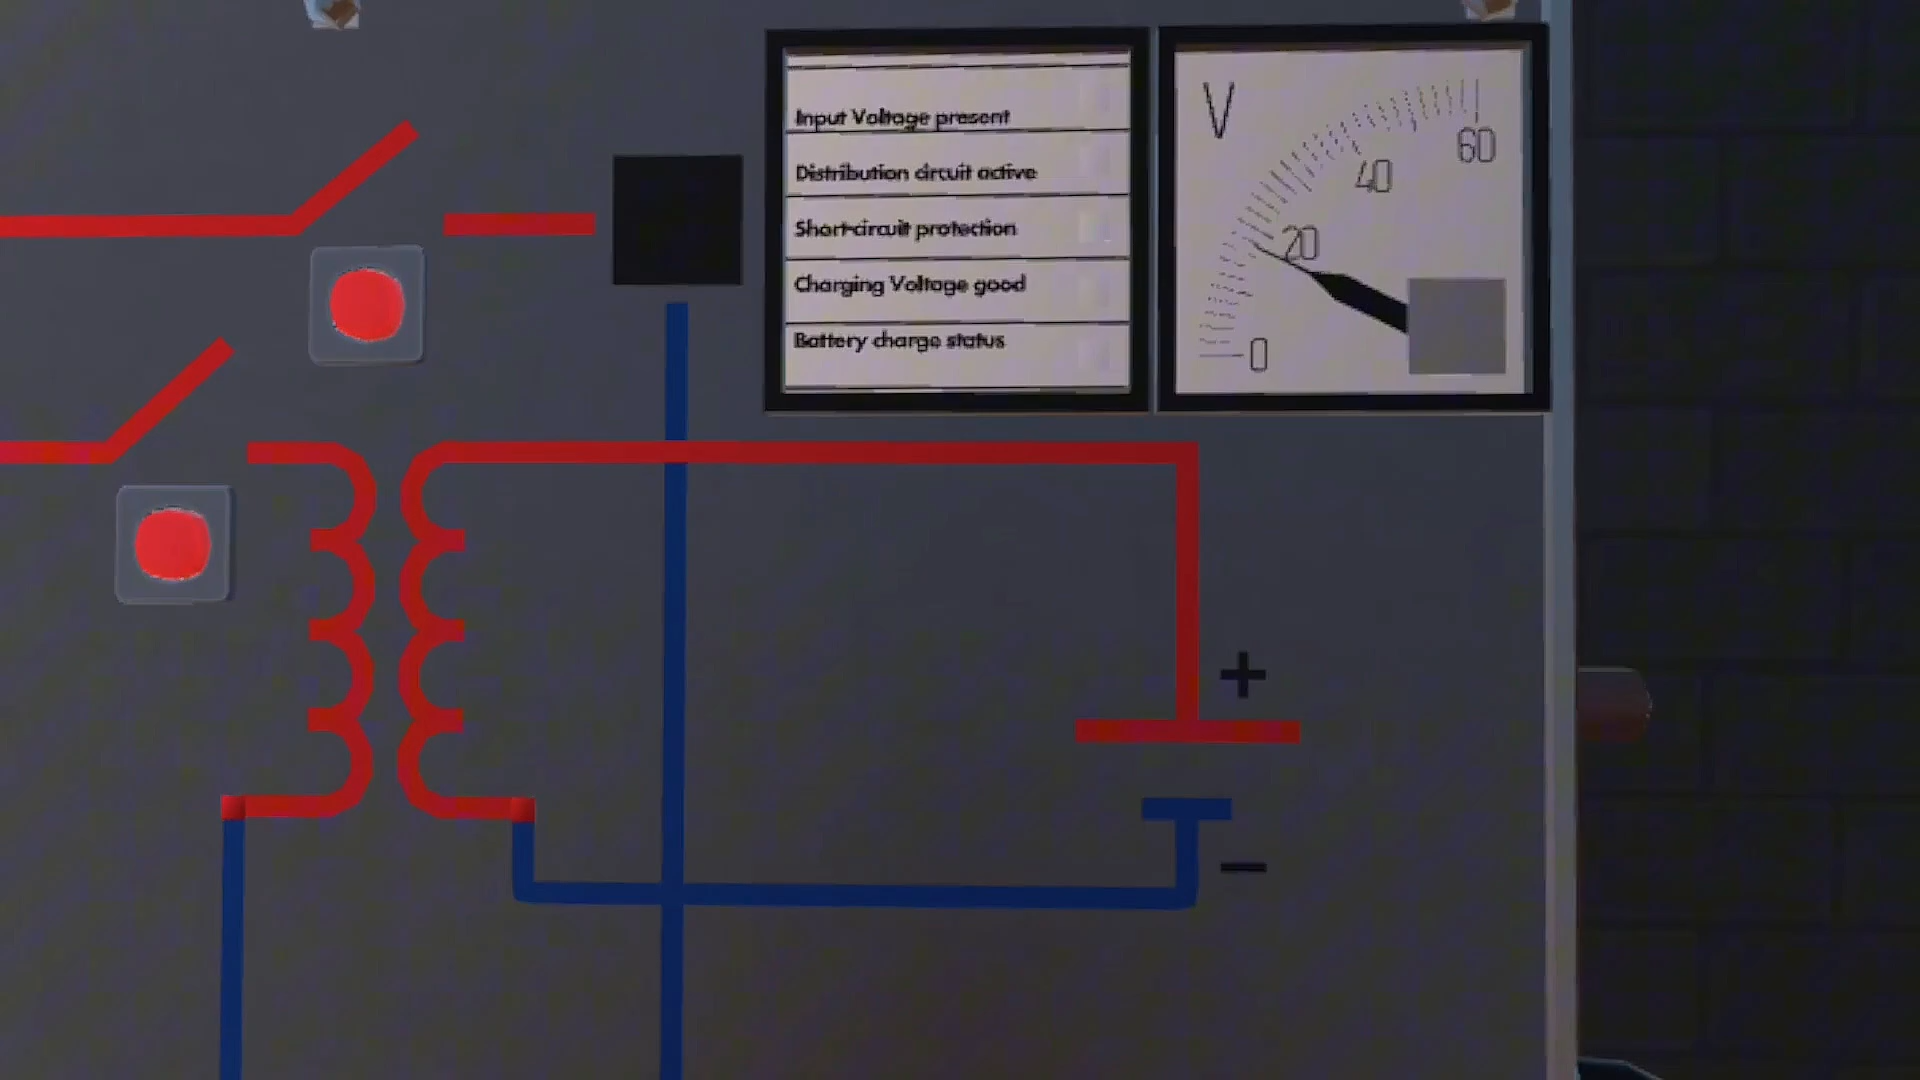 Input Voltage present
Distribution circuit active
Short-circuit protection
Charging Voltage good
Battery charge status
V
60
40
20
0
+
−